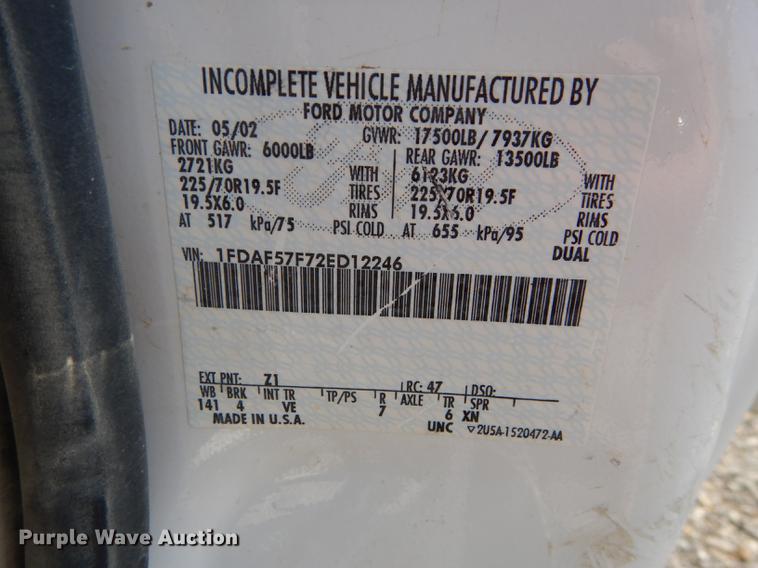 INCOMPLETE VEHICLE MANUFACTURED BY
FORD MOTOR COMPANY
DATE: 05/02 GVWR: 17500LB/ 7937KG
FRONT GAWR: 6000LB REAR GAWR: 13500LB
2721KG WITH 6123KG WITH
225/70R19.5F TIRES 225/70R19.5F TIRES
19.5X6.0 RIMS 19.5X6.0 RIMS
AT 517 kPa/75 PSI COLD AT 655 kPa/95 PSI COLD
DUAL
VIN: 1FDAF57F72ED12246
EXT PNT: Z1 RC: 47 DSO:
WB BRK INT TR TP/PS R AXLE TR SPR
141 4 VE 7 6 XN
MADE IN U.S.A. UNC ▽2U5A-1520472-AA
Purple Wave Auction